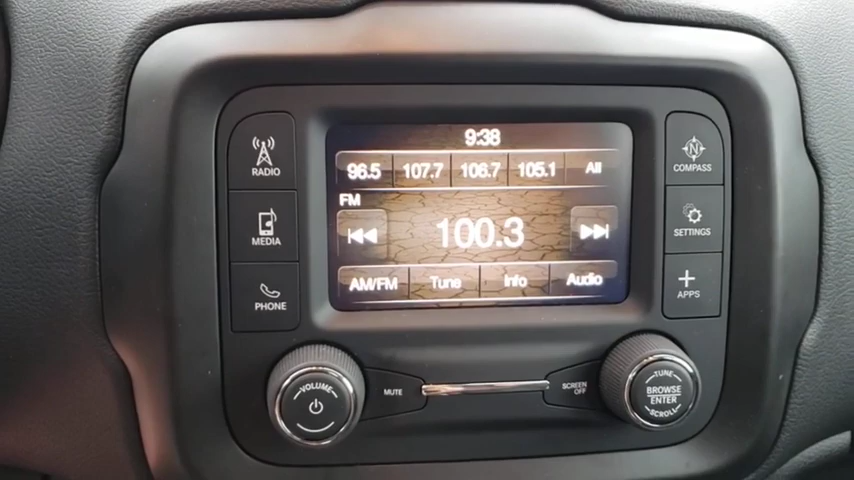 9:38
RADIO
96.5 107.7 106.7 105.1 All
N
COMPASS
FM
MEDIA
100.3
SETTINGS
AM/FM Tune Info Audio
PHONE
APPS
VOLUME
MUTE
SCREEN
OFF
TUNE
BROWSE
ENTER
SCROLL